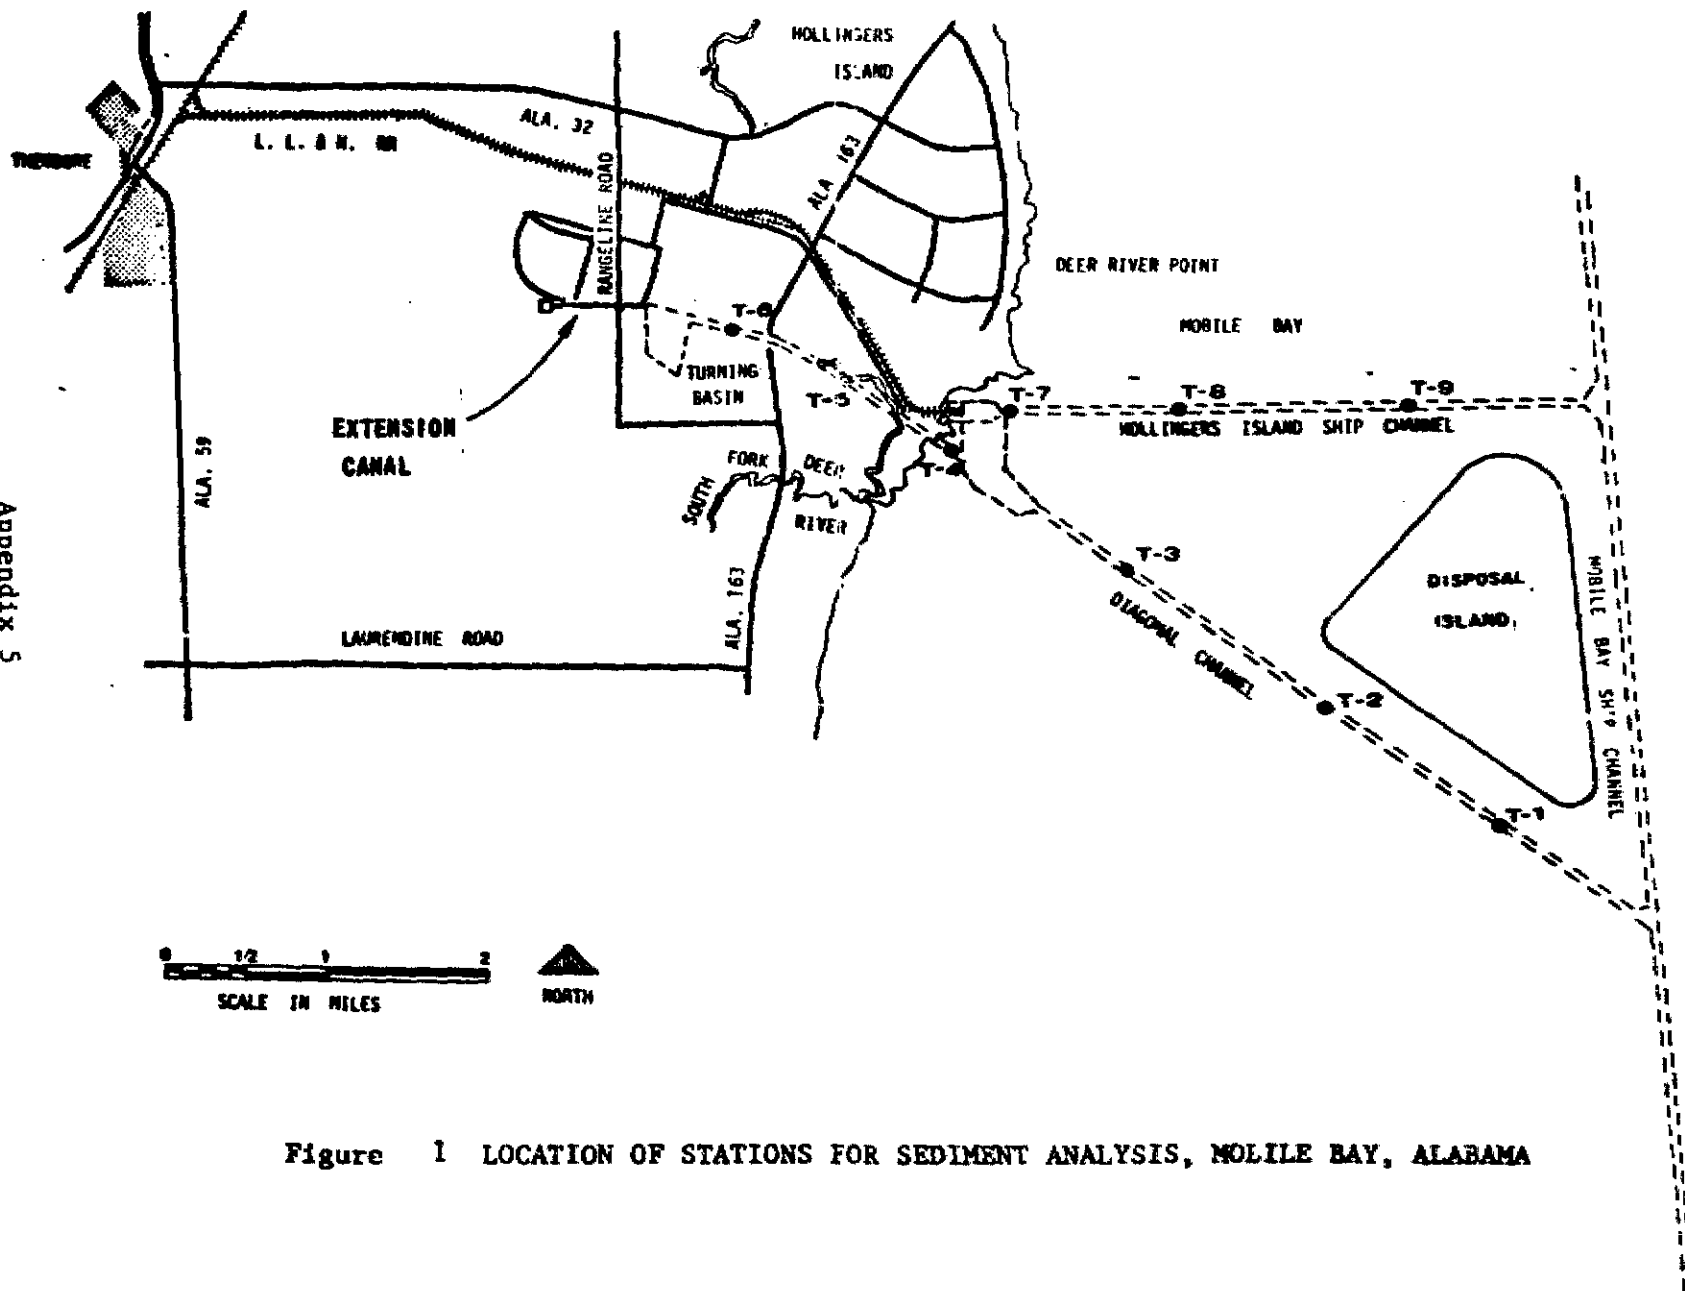 HOLLINGERS
ISLAND
ALA. 32
L. L. & N. RR
THEODORE
RANGELINE ROAD
ALA 163
DEER RIVER POINT
MOBILE BAY
T-6
TURNING
BASIN
T-5
T-7
T-8
T-9
HOLLINGERS ISLAND SHIP CHANNEL
EXTENSION
CANAL
ALA. 59
SOUTH
FORK
DEER
RIVER
T-4
T-3
DIAGONAL CHANNEL
DISPOSAL
ISLAND
MOBILE BAY SHIP CHANNEL
T-2
T-1
LAURENDINE ROAD
ALA. 163
Appendix 5
0 1/2 1 2
SCALE IN MILES
NORTH
Figure 1 LOCATION OF STATIONS FOR SEDIMENT ANALYSIS, MOLILE BAY, ALABAMA